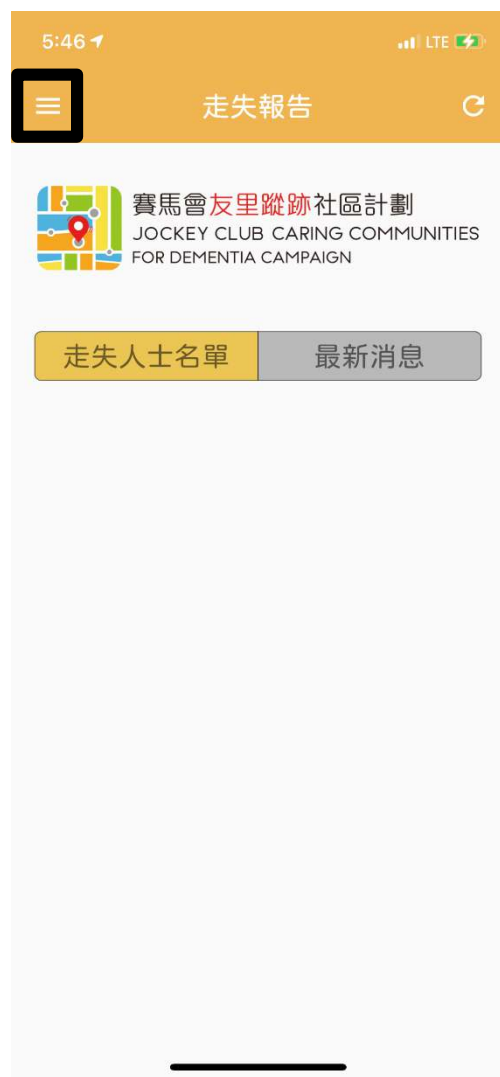 5:46
LTE
走失報告
賽馬會友里蹤跡社區計劃
JOCKEY CLUB CARING COMMUNITIES
FOR DEMENTIA CAMPAIGN
走失人士名單
最新消息